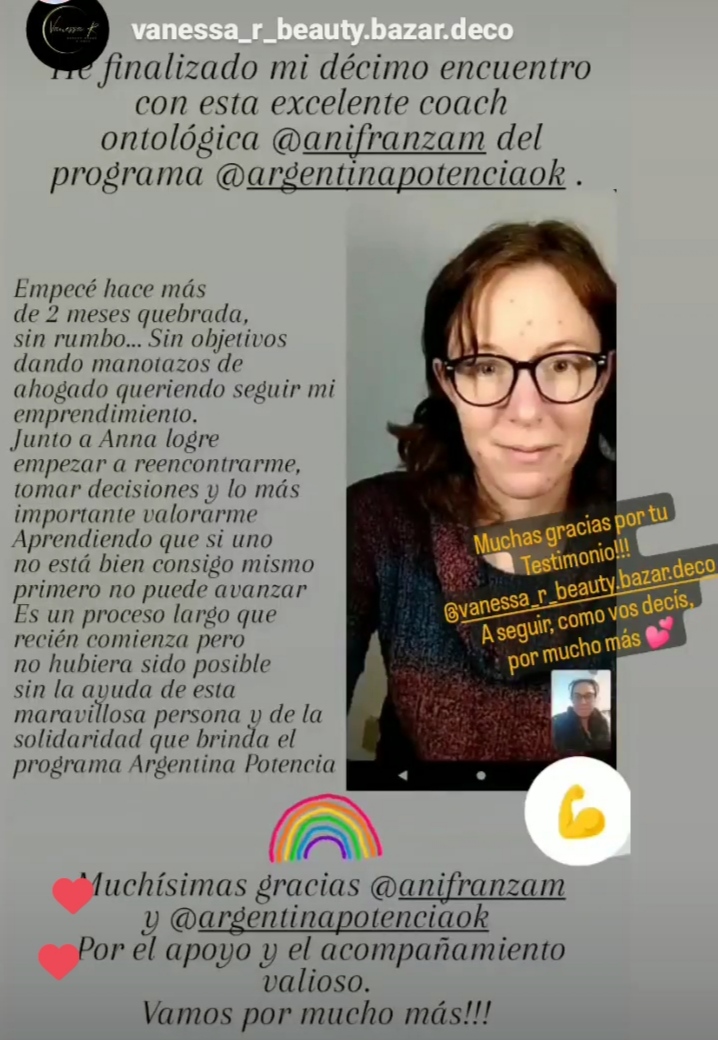 Vanessa R
vanessa_r_beauty.bazar.deco
He finalizado mi décimo encuentro
con esta excelente coach
ontológica @anifranzam del
programa @argentinapotenciaok .
Empecé hace más
de 2 meses quebrada,
sin rumbo... Sin objetivos
dando manotazos de
ahogado queriendo seguir mi
emprendimiento.
Junto a Anna logre
empezar a reencontrarme,
tomar decisiones y lo más
importante valorarme
Aprendiendo que si uno
no está bien consigo mismo
primero no puede avanzar
Es un proceso largo que
recién comienza pero
no hubiera sido posible
sin la ayuda de esta
maravillosa persona y de la
solidaridad que brinda el
programa Argentina Potencia
Muchas gracias por tu
Testimonio!!!
@vanessa_r_beauty.bazar.deco
A seguir, como vos decís,
por mucho más 💕
Muchísimas gracias @anifranzam
y @argentinapotenciaok
Por el apoyo y el acompañamiento
valioso.
Vamos por mucho más!!!